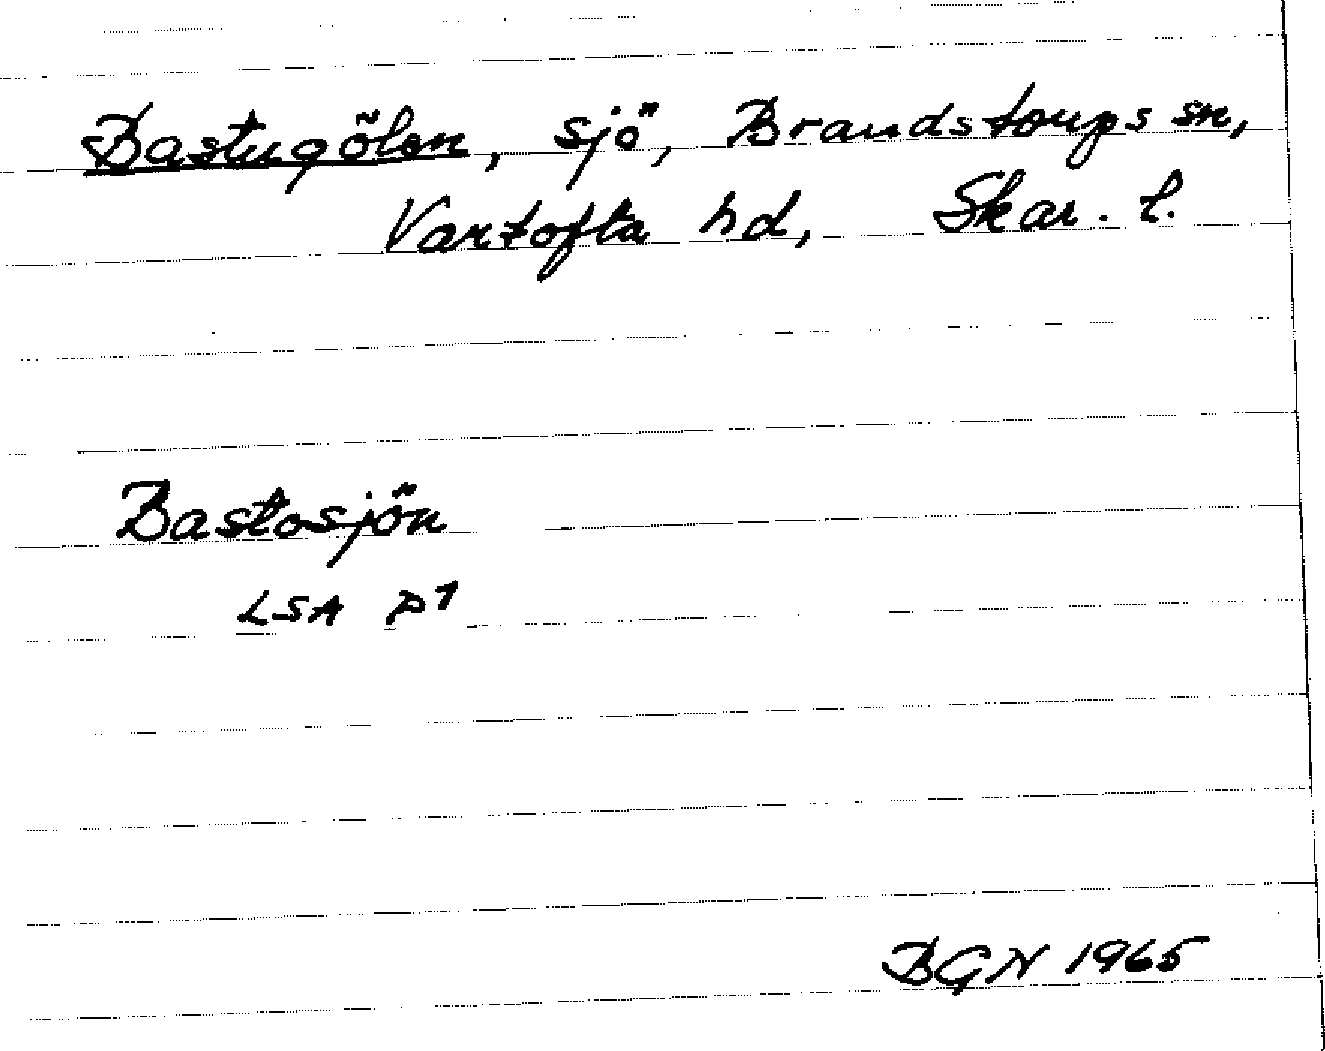 Bastugölen, sjö, Brandstorps sn,
Vartofta hd, Skar. l.
Bastosjön
LSA P1
BGN 1965